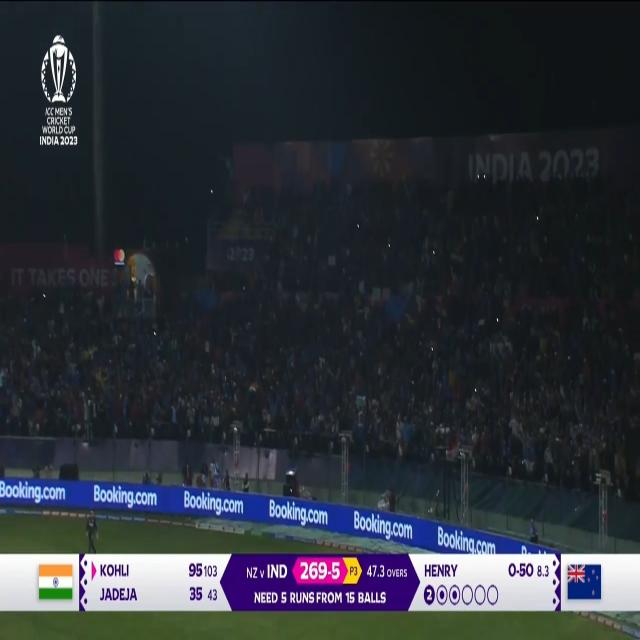 ICC MEN'S
CRICKET
WORLD CUP
INDIA 2023
INDIA 2023
2023
IT TAKES ONE
Booking.com Booking.com Booking.com Booking.com Booking.com Booking.com Booking.com
KOHLI 95 103 NZ v IND 269-5 P3 47.3 OVERS HENRY 0-50 8.3
JADEJA 35 43 NEED 5 RUNS FROM 15 BALLS 2